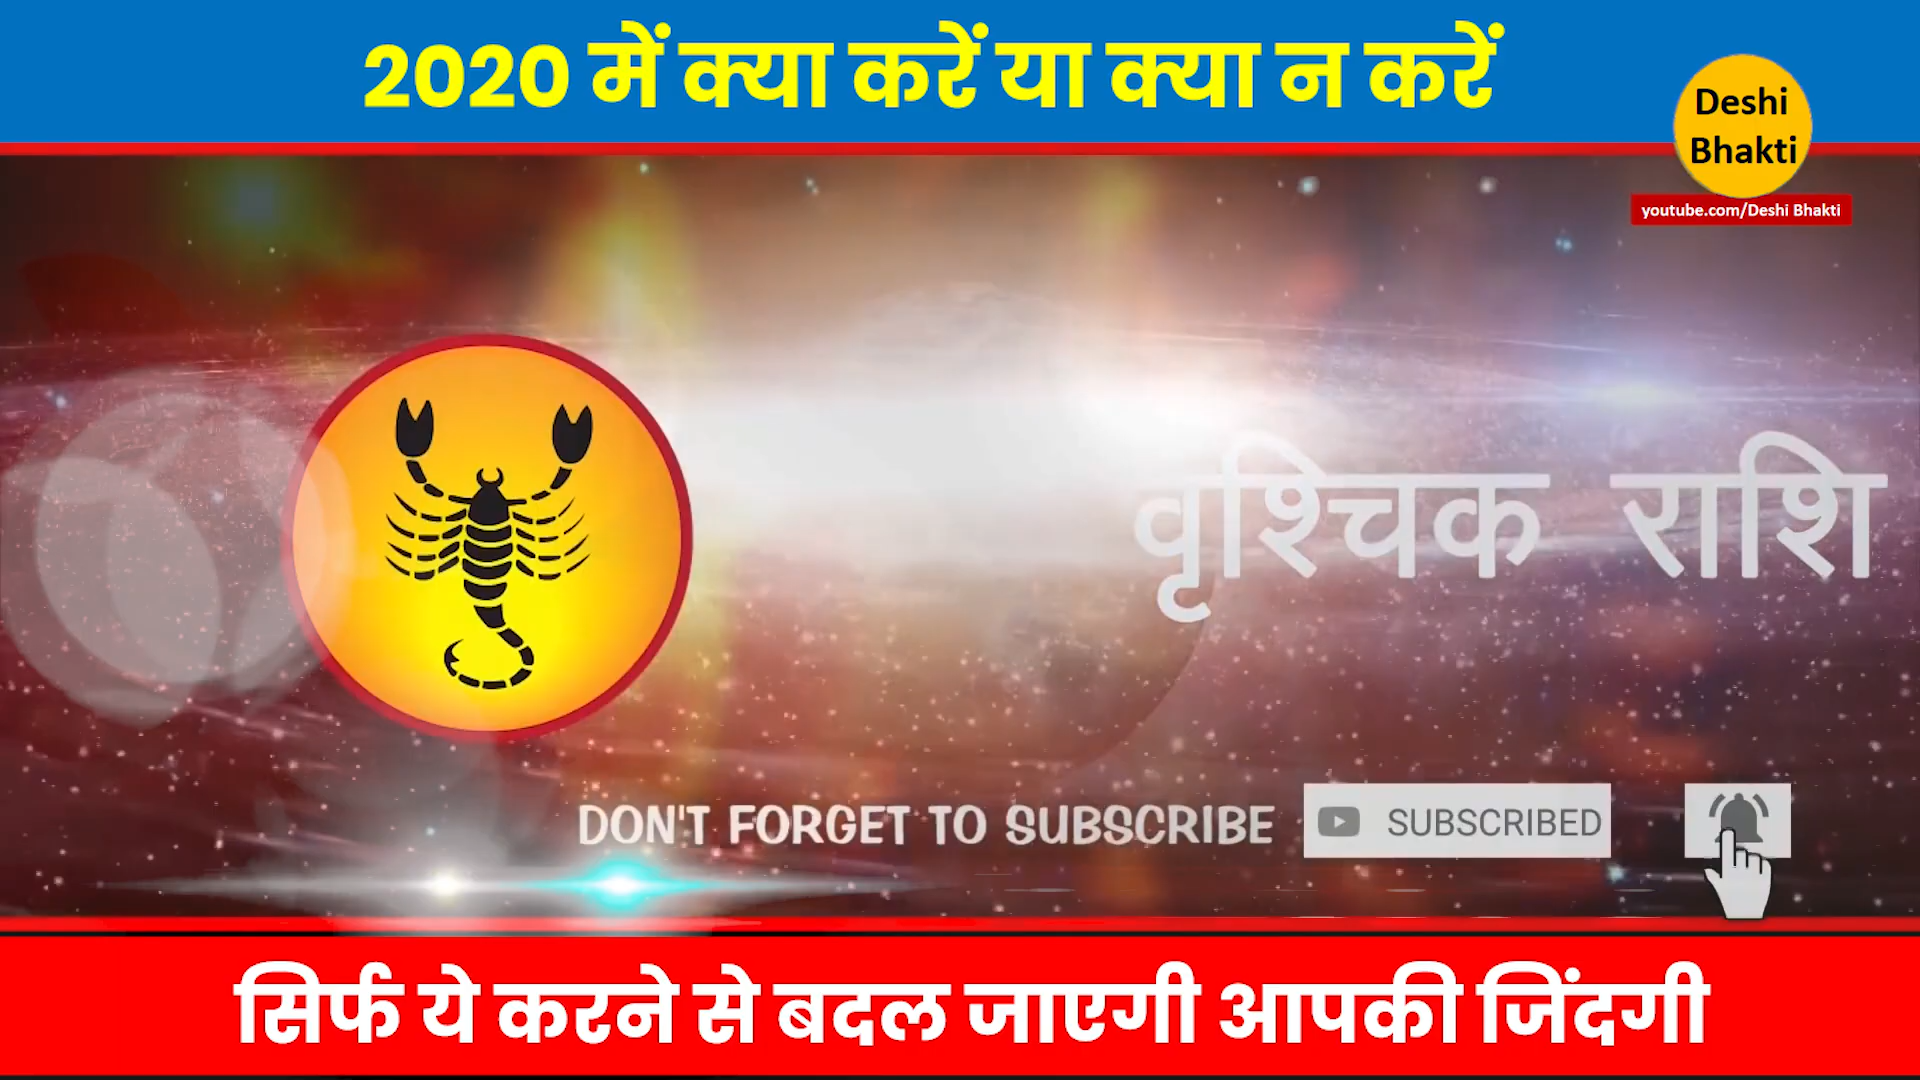 2020 में क्या करें या क्या न करें
Deshi
Bhakti
youtube.com/Deshi Bhakti
वृश्चिक राशि
DON'T FORGET TO SUBSCRIBE
SUBSCRIBED
सिर्फ ये करने से बदल जाएगी आपकी जिंदगी